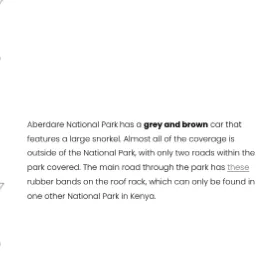 Aberdare National Park has a grey and brown car that
features a large snorkel. Almost all of the coverage is
outside of the National Park, with only two roads within the
park covered. The main road through the park has these
rubber bands on the roof rack, which can only be found in
one other National Park in Kenya.